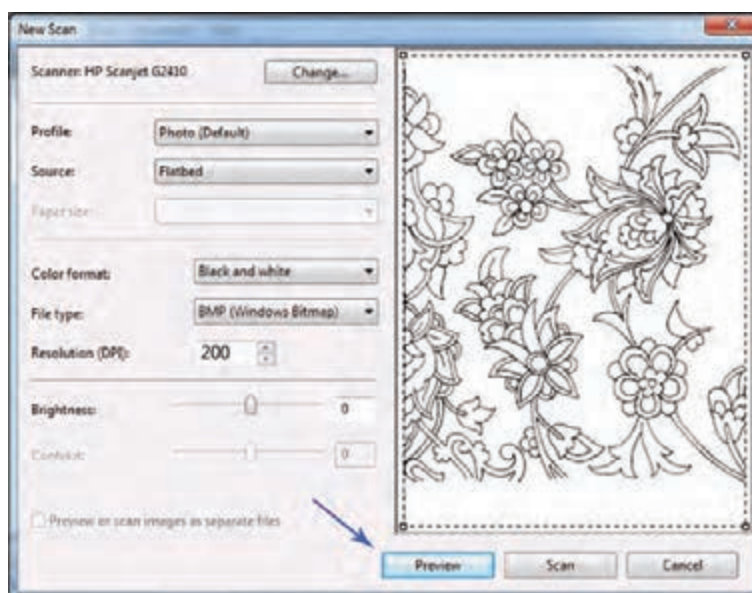 New Scan
Scanner: HP Scanjet G2410 Change...
Profile: Photo (Default)
Source: Flatbed
Paper size:
Color format: Black and white
File type: BMP (Windows Bitmap)
Resolution (DPI): 200
Brightness: 0
Contrast: 0
Preview or scan images as separate files
Preview Scan Cancel